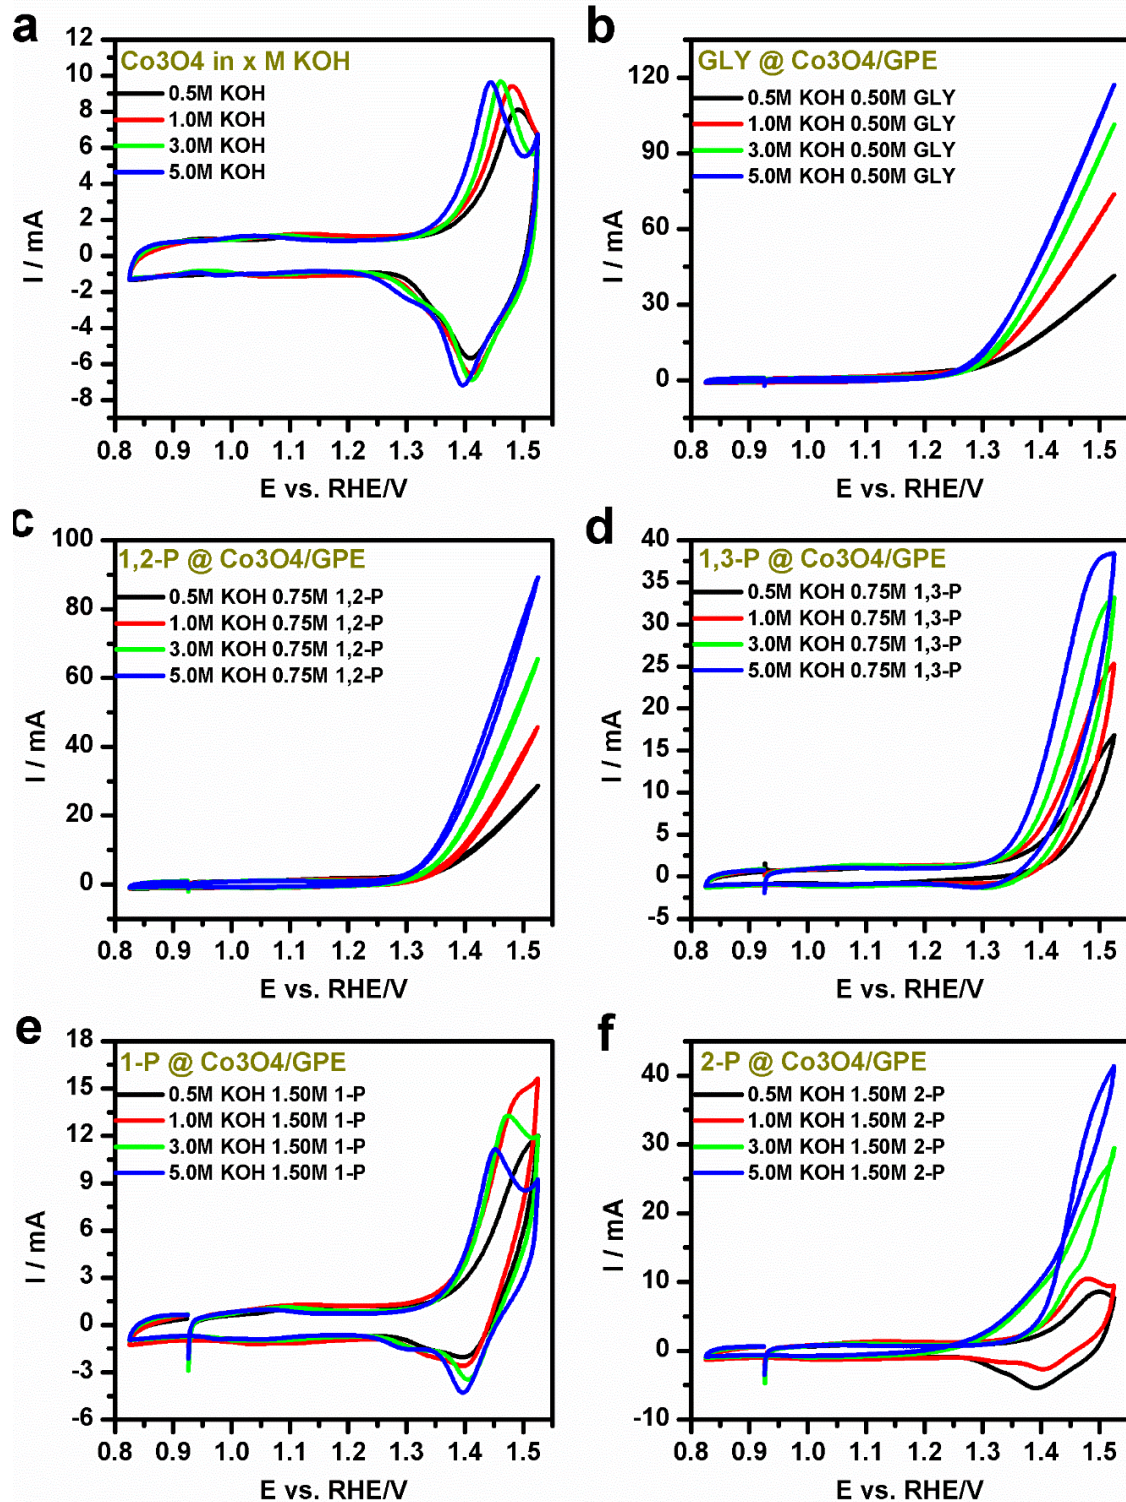 a
Co3O4 in x M KOH
0.5M KOH
1.0M KOH
3.0M KOH
5.0M KOH
12
10
8
6
4
2
0
-2
-4
-6
-8
I / mA
0.8 0.9 1.0 1.1 1.2 1.3 1.4 1.5
E vs. RHE/V
b
GLY @ Co3O4/GPE
0.5M KOH 0.50M GLY
1.0M KOH 0.50M GLY
3.0M KOH 0.50M GLY
5.0M KOH 0.50M GLY
120
90
60
30
0
I / mA
0.8 0.9 1.0 1.1 1.2 1.3 1.4 1.5
E vs. RHE/V
c
1,2-P @ Co3O4/GPE
0.5M KOH 0.75M 1,2-P
1.0M KOH 0.75M 1,2-P
3.0M KOH 0.75M 1,2-P
5.0M KOH 0.75M 1,2-P
100
80
60
40
20
0
I / mA
0.8 0.9 1.0 1.1 1.2 1.3 1.4 1.5
E vs. RHE/V
d
1,3-P @ Co3O4/GPE
0.5M KOH 0.75M 1,3-P
1.0M KOH 0.75M 1,3-P
3.0M KOH 0.75M 1,3-P
5.0M KOH 0.75M 1,3-P
40
35
30
25
20
15
10
5
0
-5
I / mA
0.8 0.9 1.0 1.1 1.2 1.3 1.4 1.5
E vs. RHE/V
e
1-P @ Co3O4/GPE
0.5M KOH 1.50M 1-P
1.0M KOH 1.50M 1-P
3.0M KOH 1.50M 1-P
5.0M KOH 1.50M 1-P
18
15
12
9
6
3
0
-3
-6
I / mA
0.8 0.9 1.0 1.1 1.2 1.3 1.4 1.5
E vs. RHE/V
f
2-P @ Co3O4/GPE
0.5M KOH 1.50M 2-P
1.0M KOH 1.50M 2-P
3.0M KOH 1.50M 2-P
5.0M KOH 1.50M 2-P
40
30
20
10
0
-10
I / mA
0.8 0.9 1.0 1.1 1.2 1.3 1.4 1.5
E vs. RHE/V